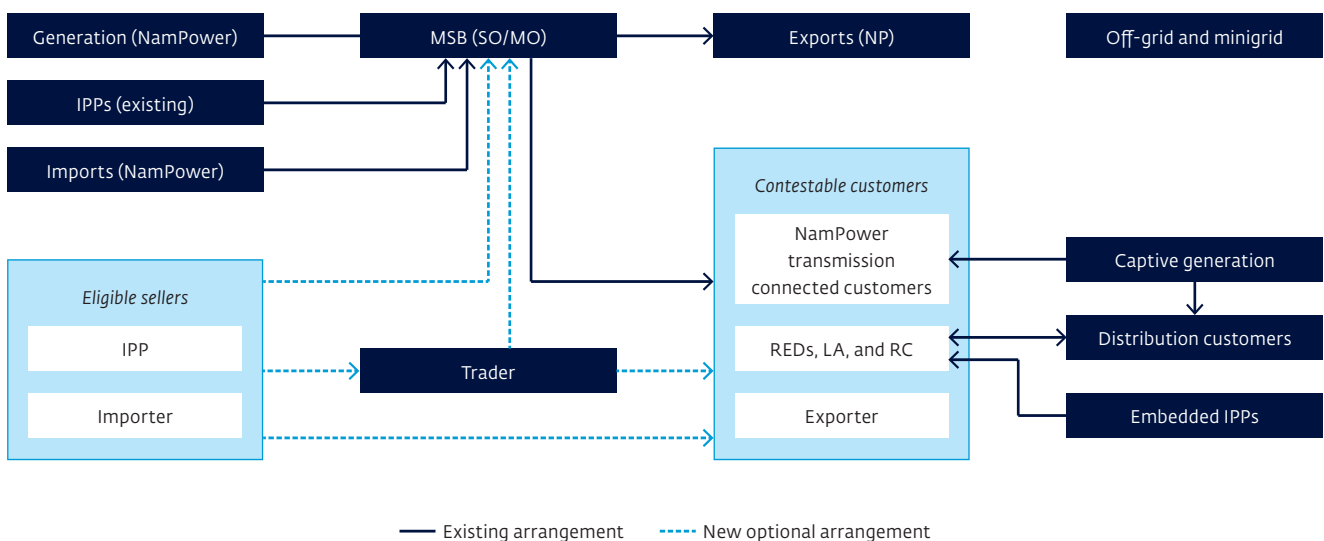 Generation (NamPower)
MSB (SO/MO)
Exports (NP)
Off-grid and minigrid
IPPs (existing)
Imports (NamPower)
Contestable customers
NamPower
transmission
connected customers
Captive generation
Eligible sellers
IPP
Trader
REDs, LA, and RC
Distribution customers
Importer
Exporter
Embedded IPPs
Existing arrangement
New optional arrangement